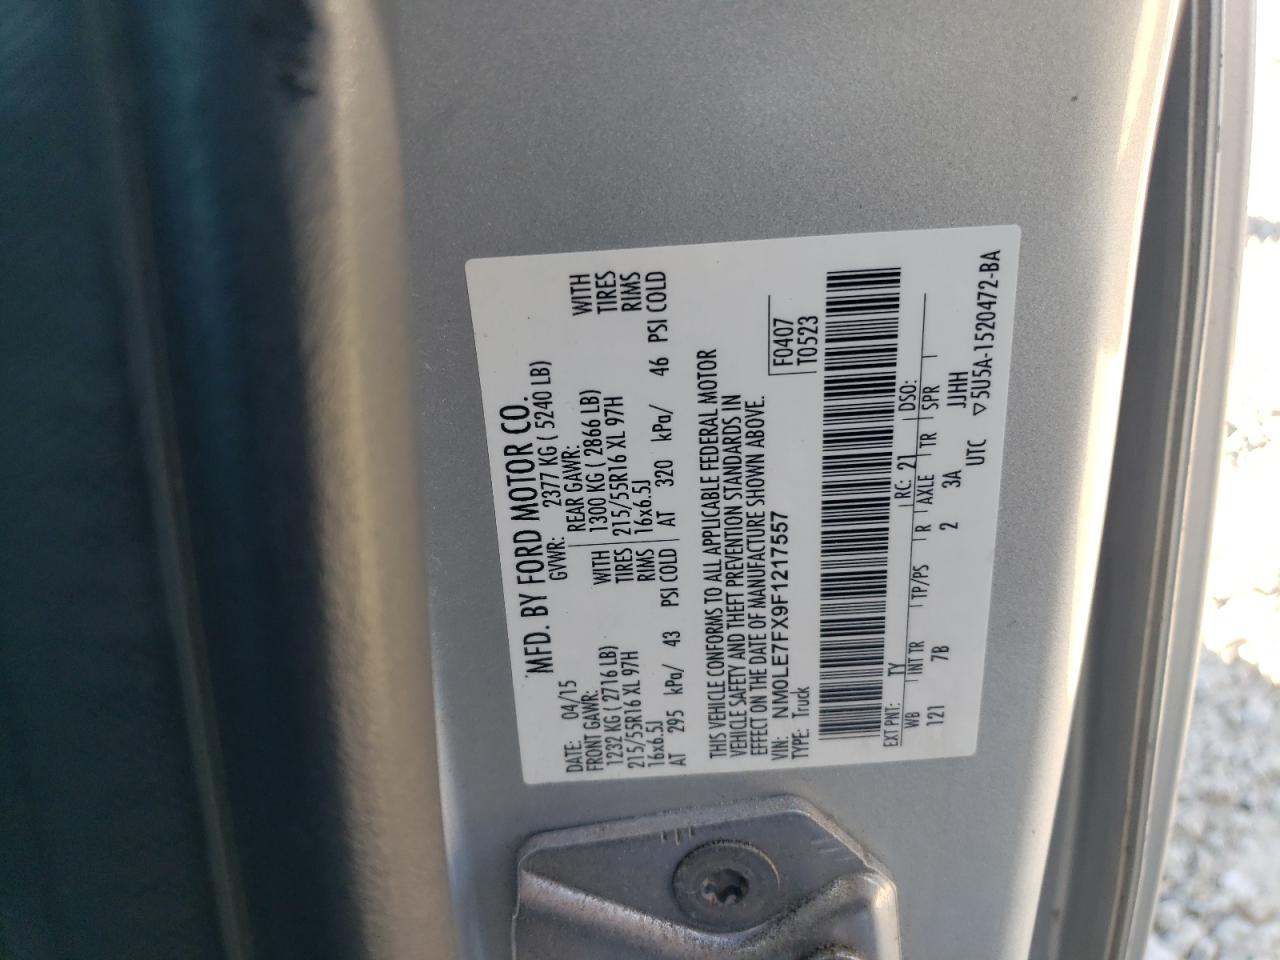 MFD. BY FORD MOTOR CO.
DATE: 04/15 GVWR: 2377 KG ( 5240 LB)
FRONT GAWR: REAR GAWR:
1232 KG ( 2716 LB) WITH 1300 KG ( 2866 LB) WITH
215/55R16 XL 97H TIRES 215/55R16 XL 97H TIRES
16x6.5J RIMS 16x6.5J RIMS
AT 295 kPa/ 43 PSI COLD AT 320 kPa/ 46 PSI COLD
THIS VEHICLE CONFORMS TO ALL APPLICABLE FEDERAL MOTOR
VEHICLE SAFETY AND THEFT PREVENTION STANDARDS IN
EFFECT ON THE DATE OF MANUFACTURE SHOWN ABOVE.
VIN: NM0LE7FX9F1217557 F0407
TYPE: Truck T0523
EXT PNT: TY RC: 21 DSO:
WB INT TR TP/PS R AXLE TR SPR
121 7B 2 3A JJHH
UTC ▽5U5A-1520472-BA